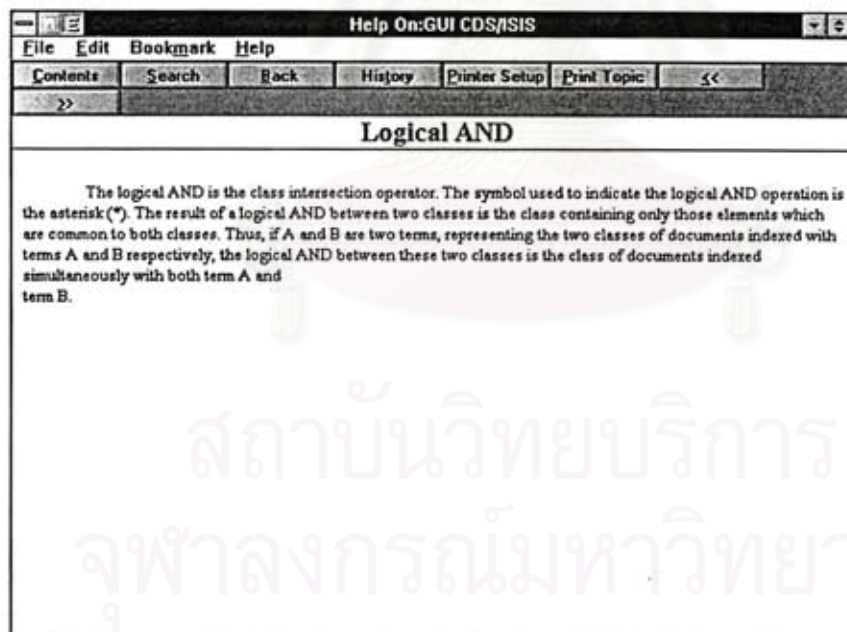 Help On:GUI CDS/ISIS
File Edit Bookmark Help
Contents Search Back History Printer Setup Print Topic <<
>>
Logical AND
The logical AND is the class intersection operator. The symbol used to indicate the logical AND operation is
the asterisk (*). The result of a logical AND between two classes is the class containing only those elements which
are common to both classes. Thus, if A and B are two terms, representing the two classes of documents indexed with
terms A and B respectively, the logical AND between these two classes is the class of documents indexed
simultaneously with both term A and
term B.
สถาบันวิทยบริการ
จุฬาลงกรณ์มหาวิทยา